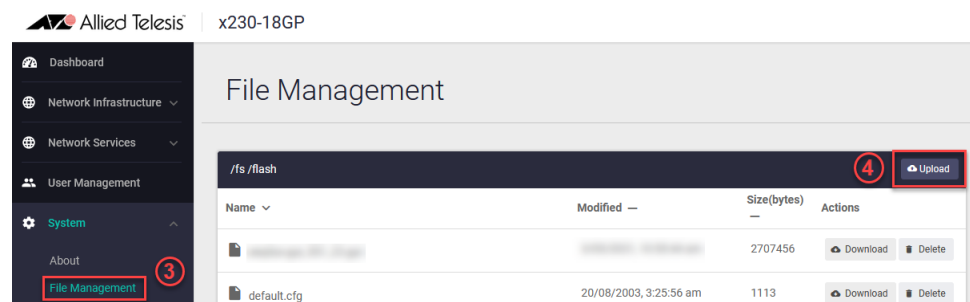 Allied Telesis x230-18GP
Dashboard
File Management
Network Infrastructure
Network Services
/fs /flash
4
Upload
User Management
Name
Modified
Size(bytes)
Actions
System
2707456
Download
Delete
About
3
File Management
default.cfg
20/08/2003, 3:25:56 am
1113
Download
Delete